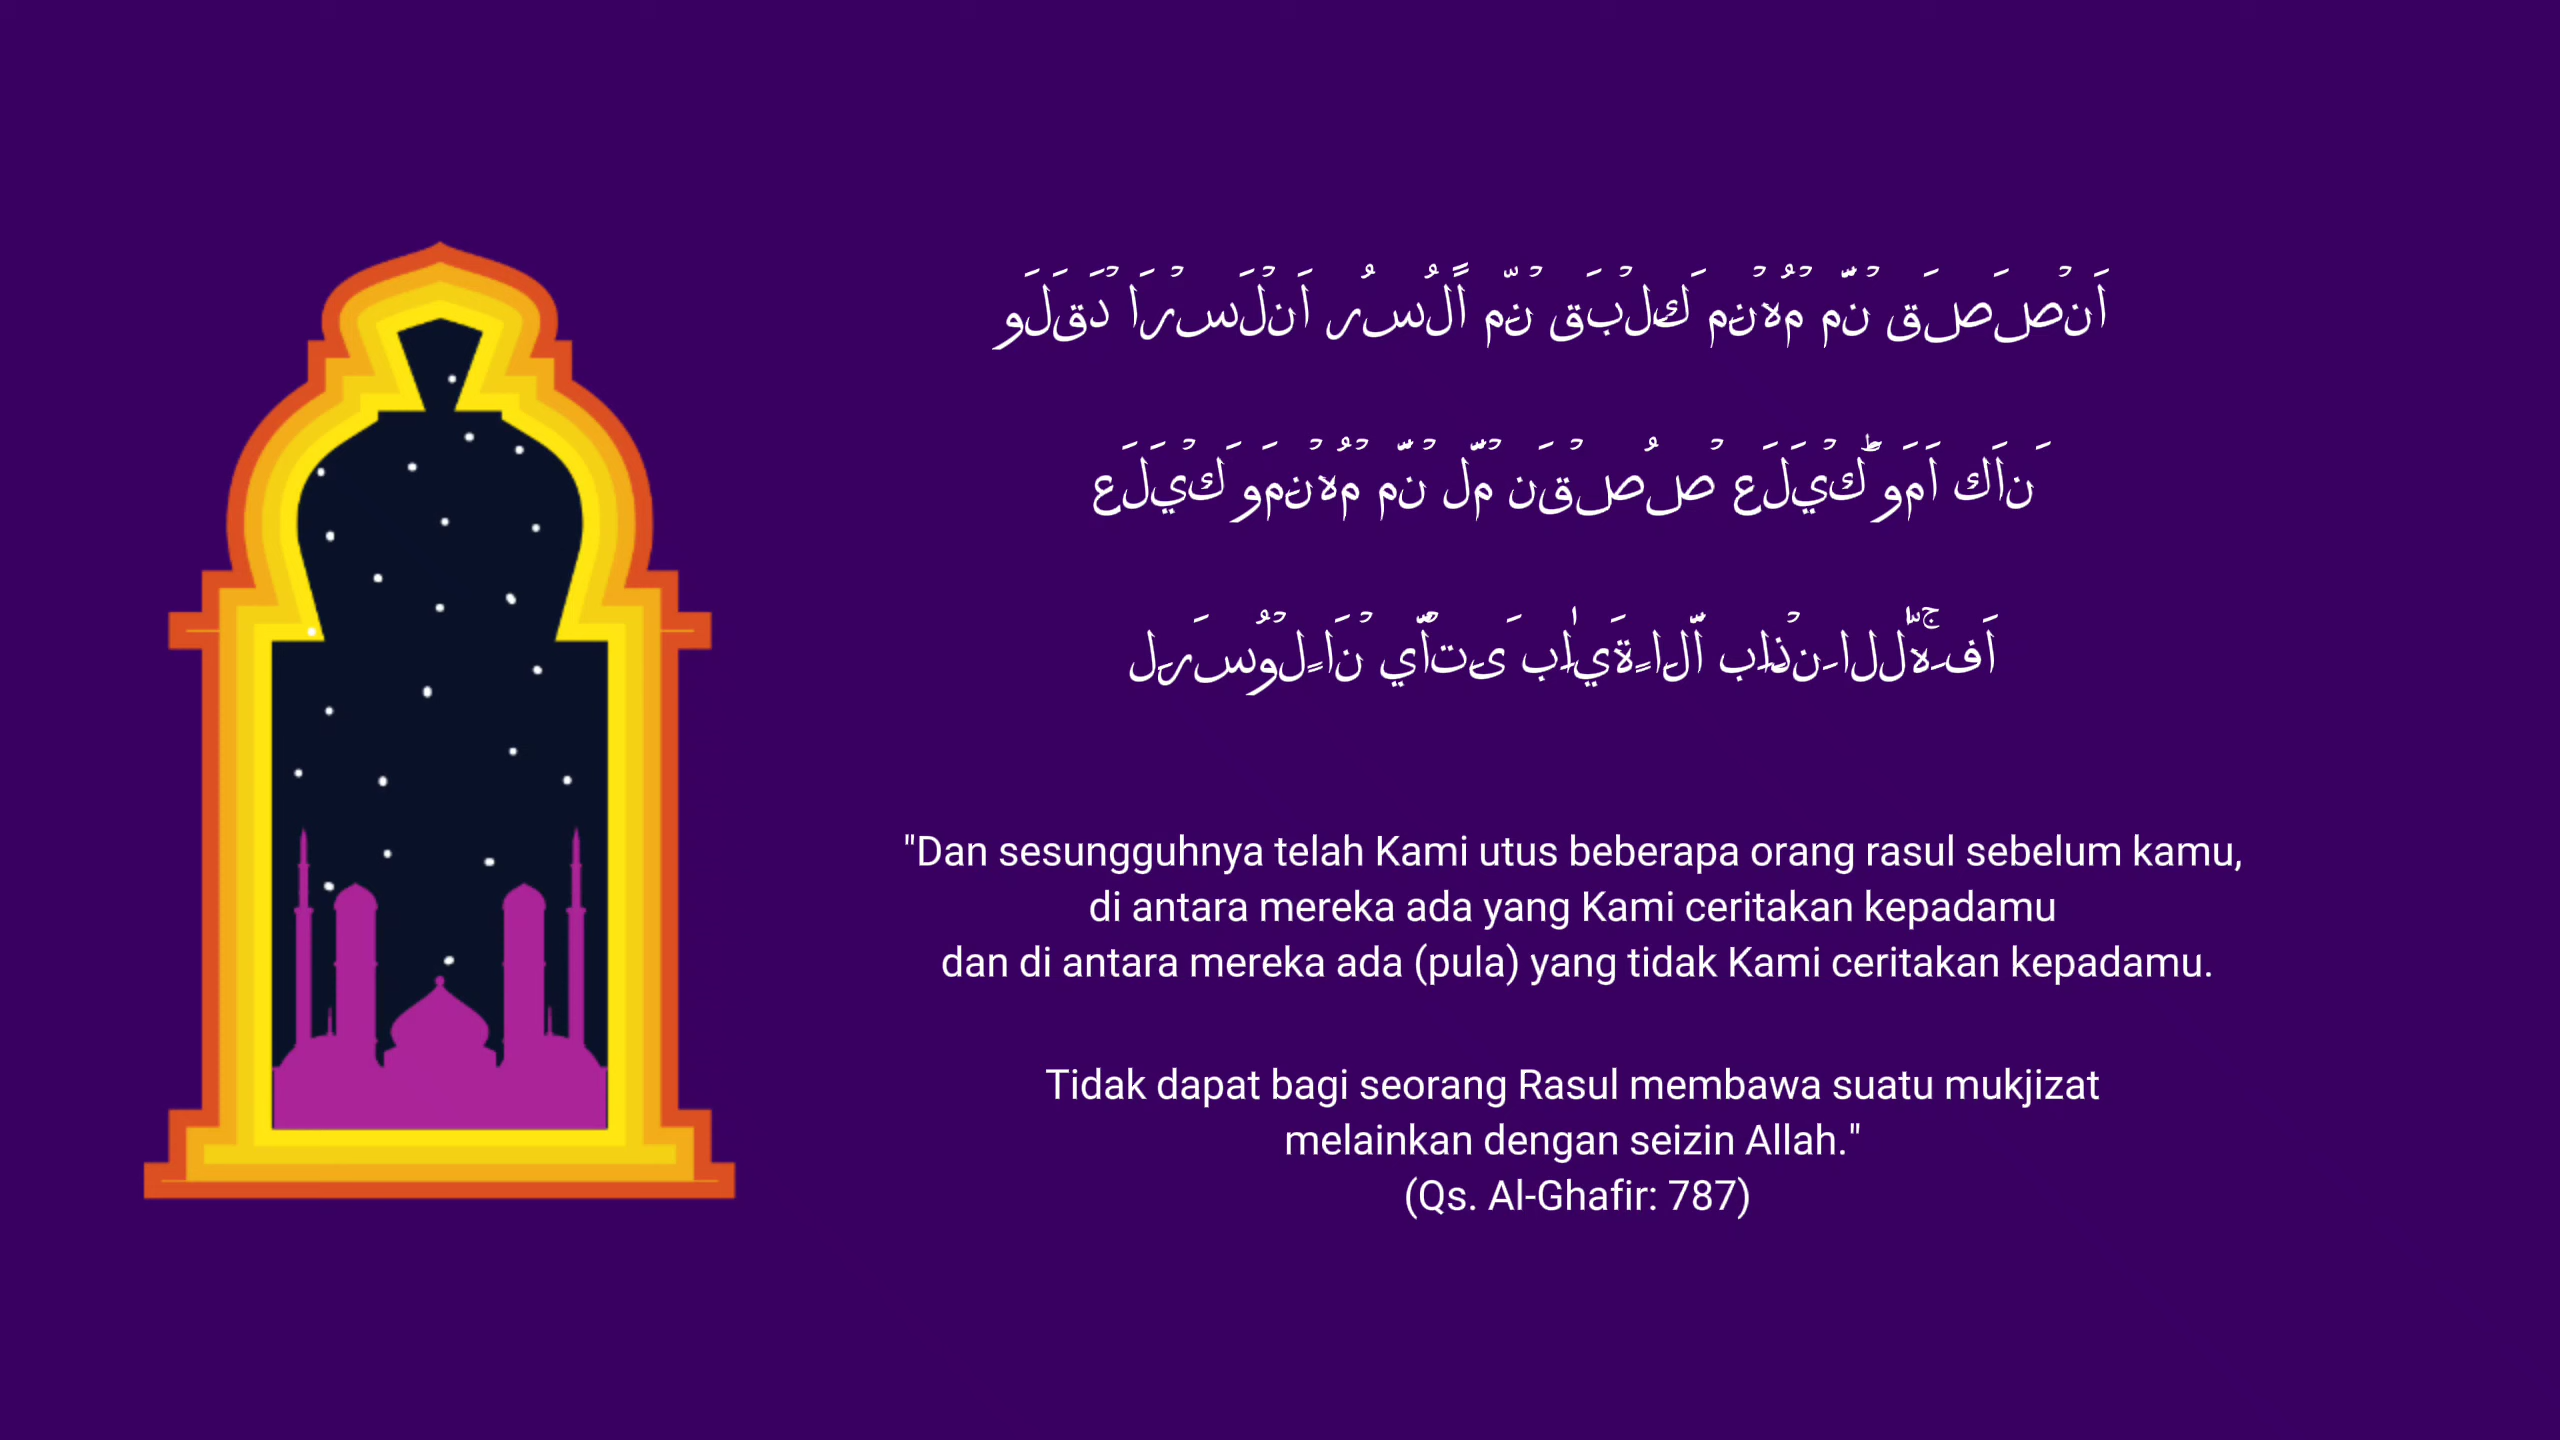 وَلَقَدۡ اَرۡسَلۡنَا رُسُلًا مِّنۡ قَبۡلِكَ مِنۡهُمۡ مَّنۡ قَصَصۡنَا
عَلَيۡكَ وَمِنۡهُمۡ مَّنۡ لَّمۡ نَقۡصُصۡ عَلَيۡكَؕ وَمَا كَانَ
لِرَسُوۡلٍ اَنۡ يَّاۡتِىَ بِاٰيَةٍ اِلَّا بِاِذۡنِ اللّٰهِۚ فَا
"Dan sesungguhnya telah Kami utus beberapa orang rasul sebelum kamu,
di antara mereka ada yang Kami ceritakan kepadamu
dan di antara mereka ada (pula) yang tidak Kami ceritakan kepadamu.
Tidak dapat bagi seorang Rasul membawa suatu mukjizat
melainkan dengan seizin Allah."
(Qs. Al-Ghafir: 787)